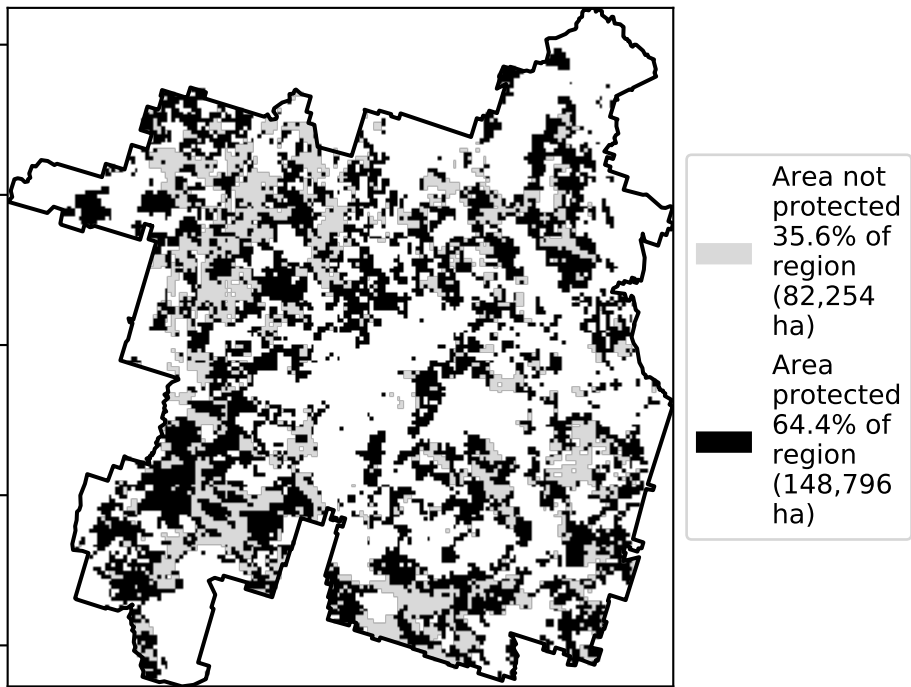 Area not
protected
35.6% of
region
(82,254
ha)
Area
protected
64.4% of
region
(148,796
ha)